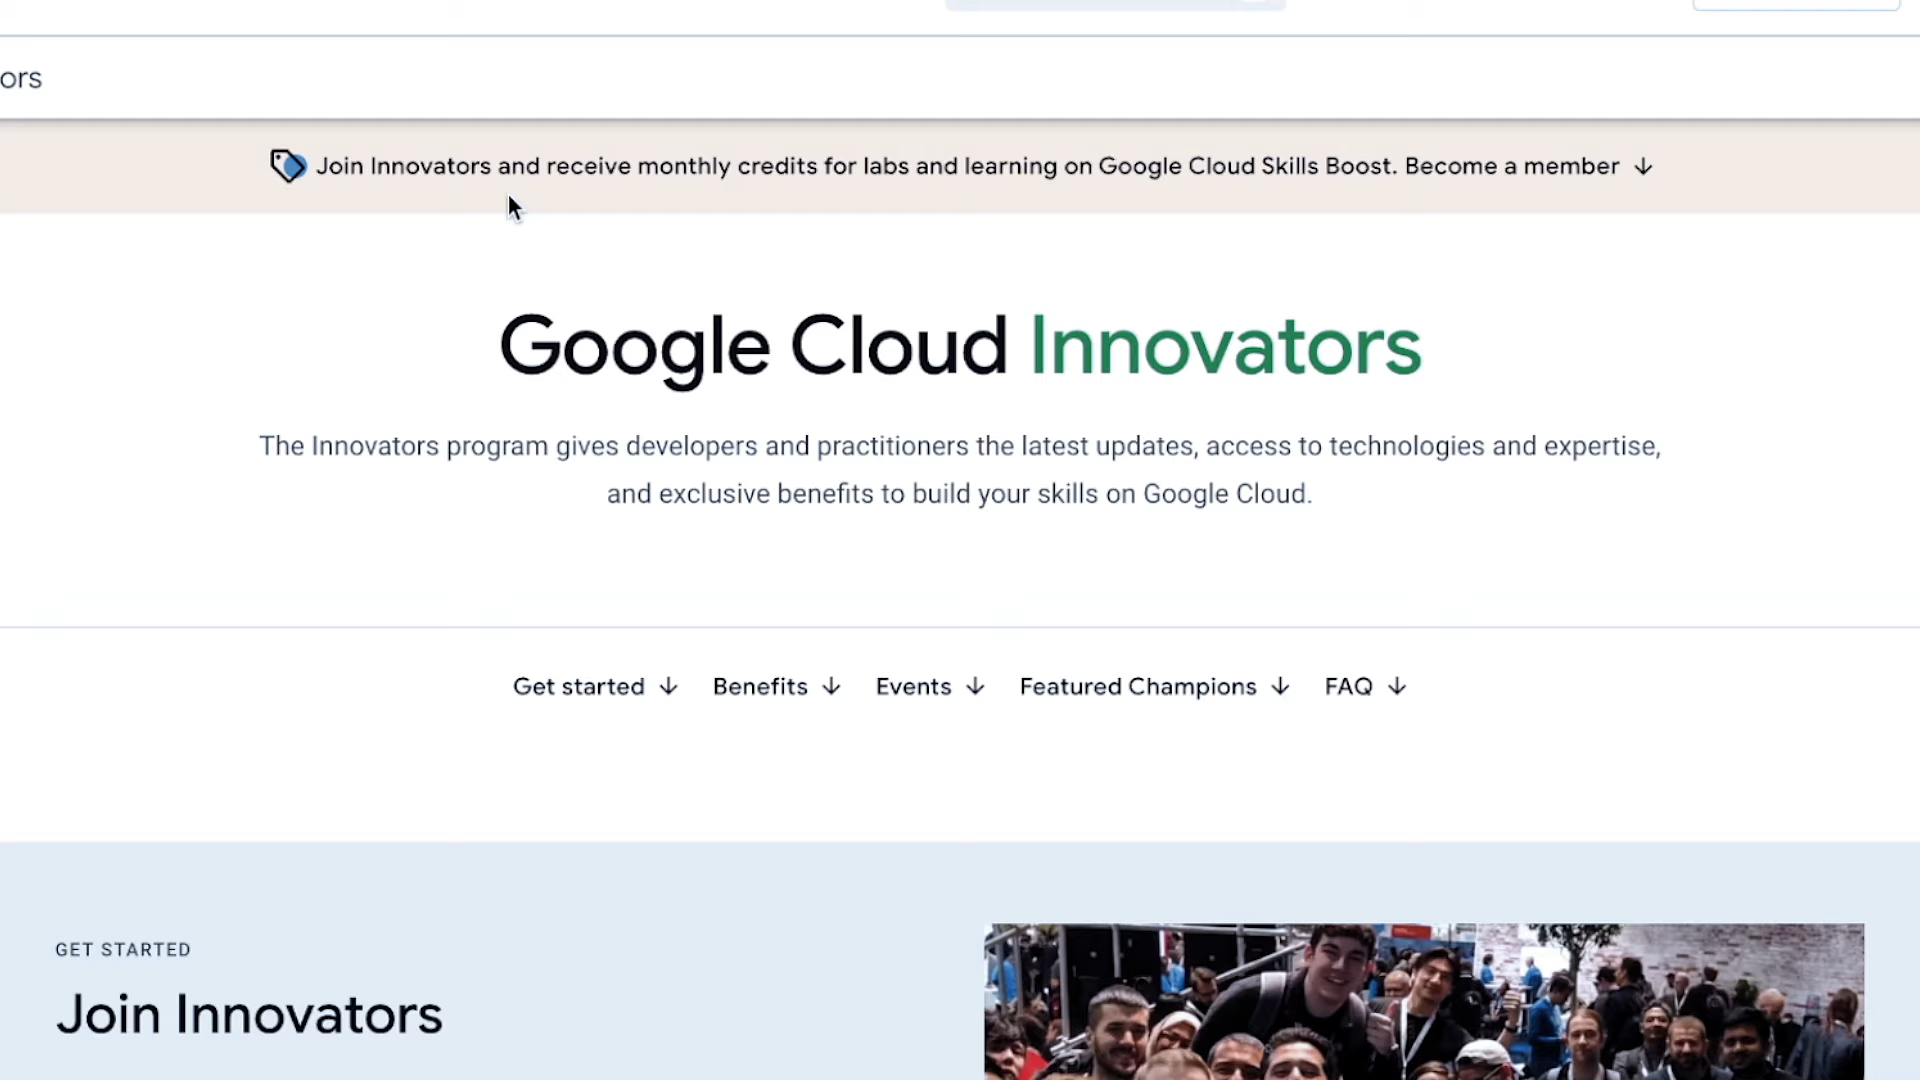 ors
Join Innovators and receive monthly credits for labs and learning on Google Cloud Skills Boost. Become a member ↓
Google Cloud Innovators
The Innovators program gives developers and practitioners the latest updates, access to technologies and expertise,
and exclusive benefits to build your skills on Google Cloud.
Get started ↓ Benefits ↓ Events ↓ Featured Champions ↓ FAQ ↓
GET STARTED
Join Innovators